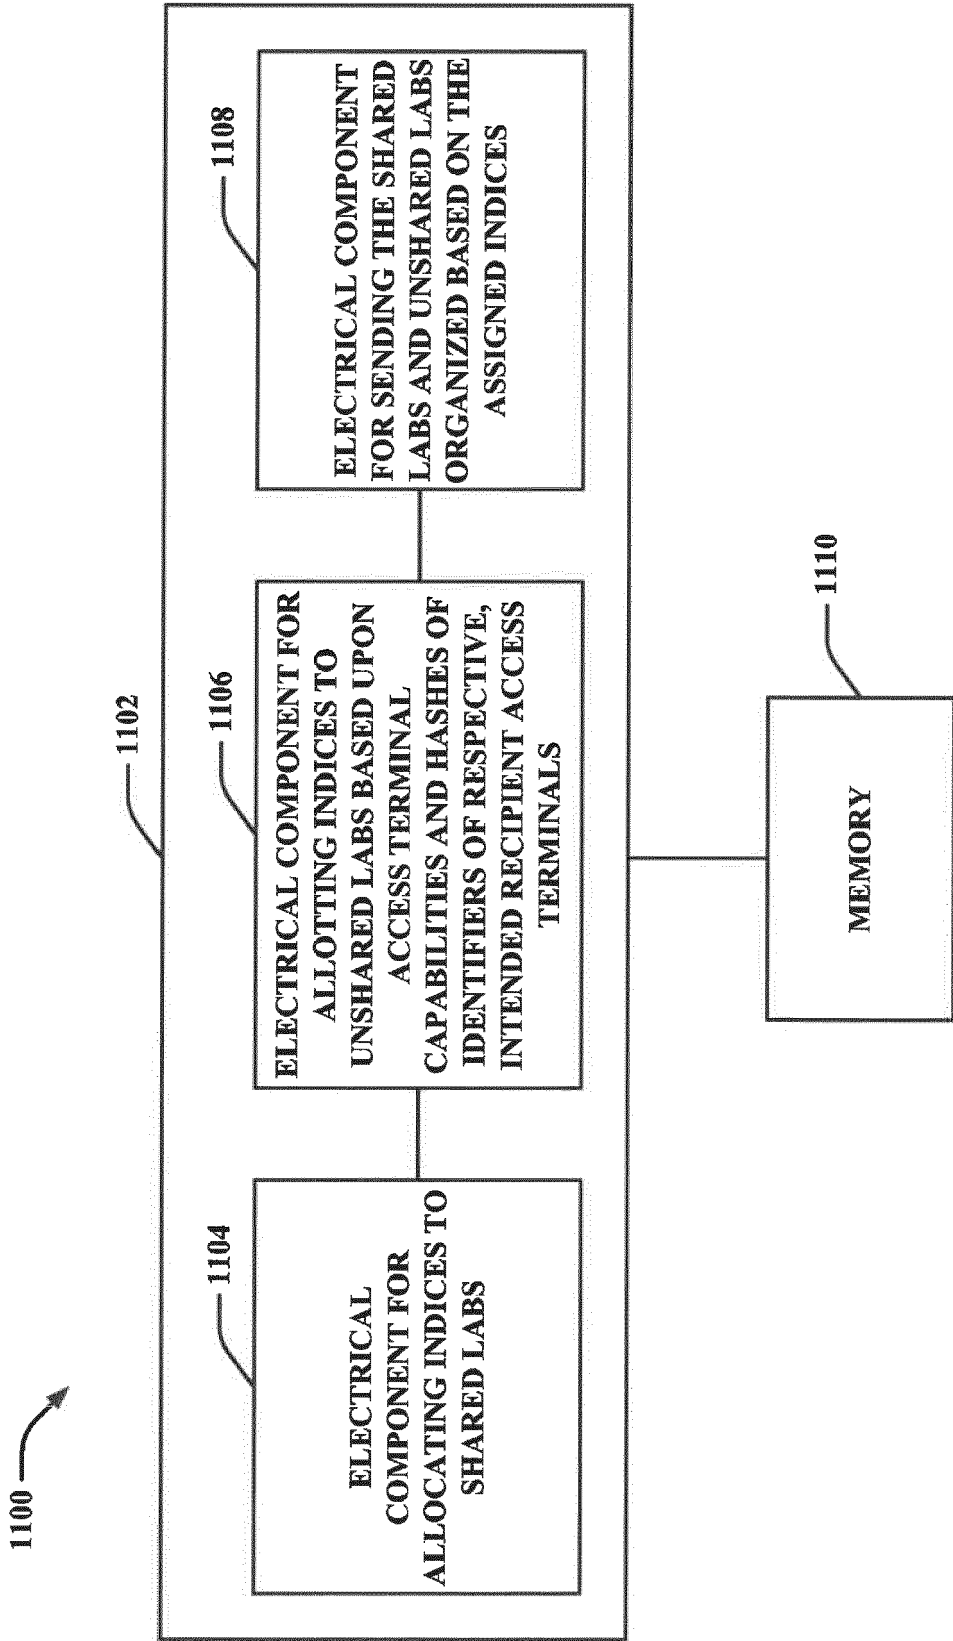 1100
1102
1104
ELECTRICAL
COMPONENT FOR
ALLOCATING INDICES TO
SHARED LABS
1106
ELECTRICAL COMPONENT FOR
ALLOTTING INDICES TO
UNSHARED LABS BASED UPON
ACCESS TERMINAL
CAPABILITIES AND HASHES OF
IDENTIFIERS OF RESPECTIVE,
INTENDED RECIPIENT ACCESS
TERMINALS
1108
ELECTRICAL COMPONENT
FOR SENDING THE SHARED
LABS AND UNSHARED LABS
ORGANIZED BASED ON THE
ASSIGNED INDICES
1110
MEMORY